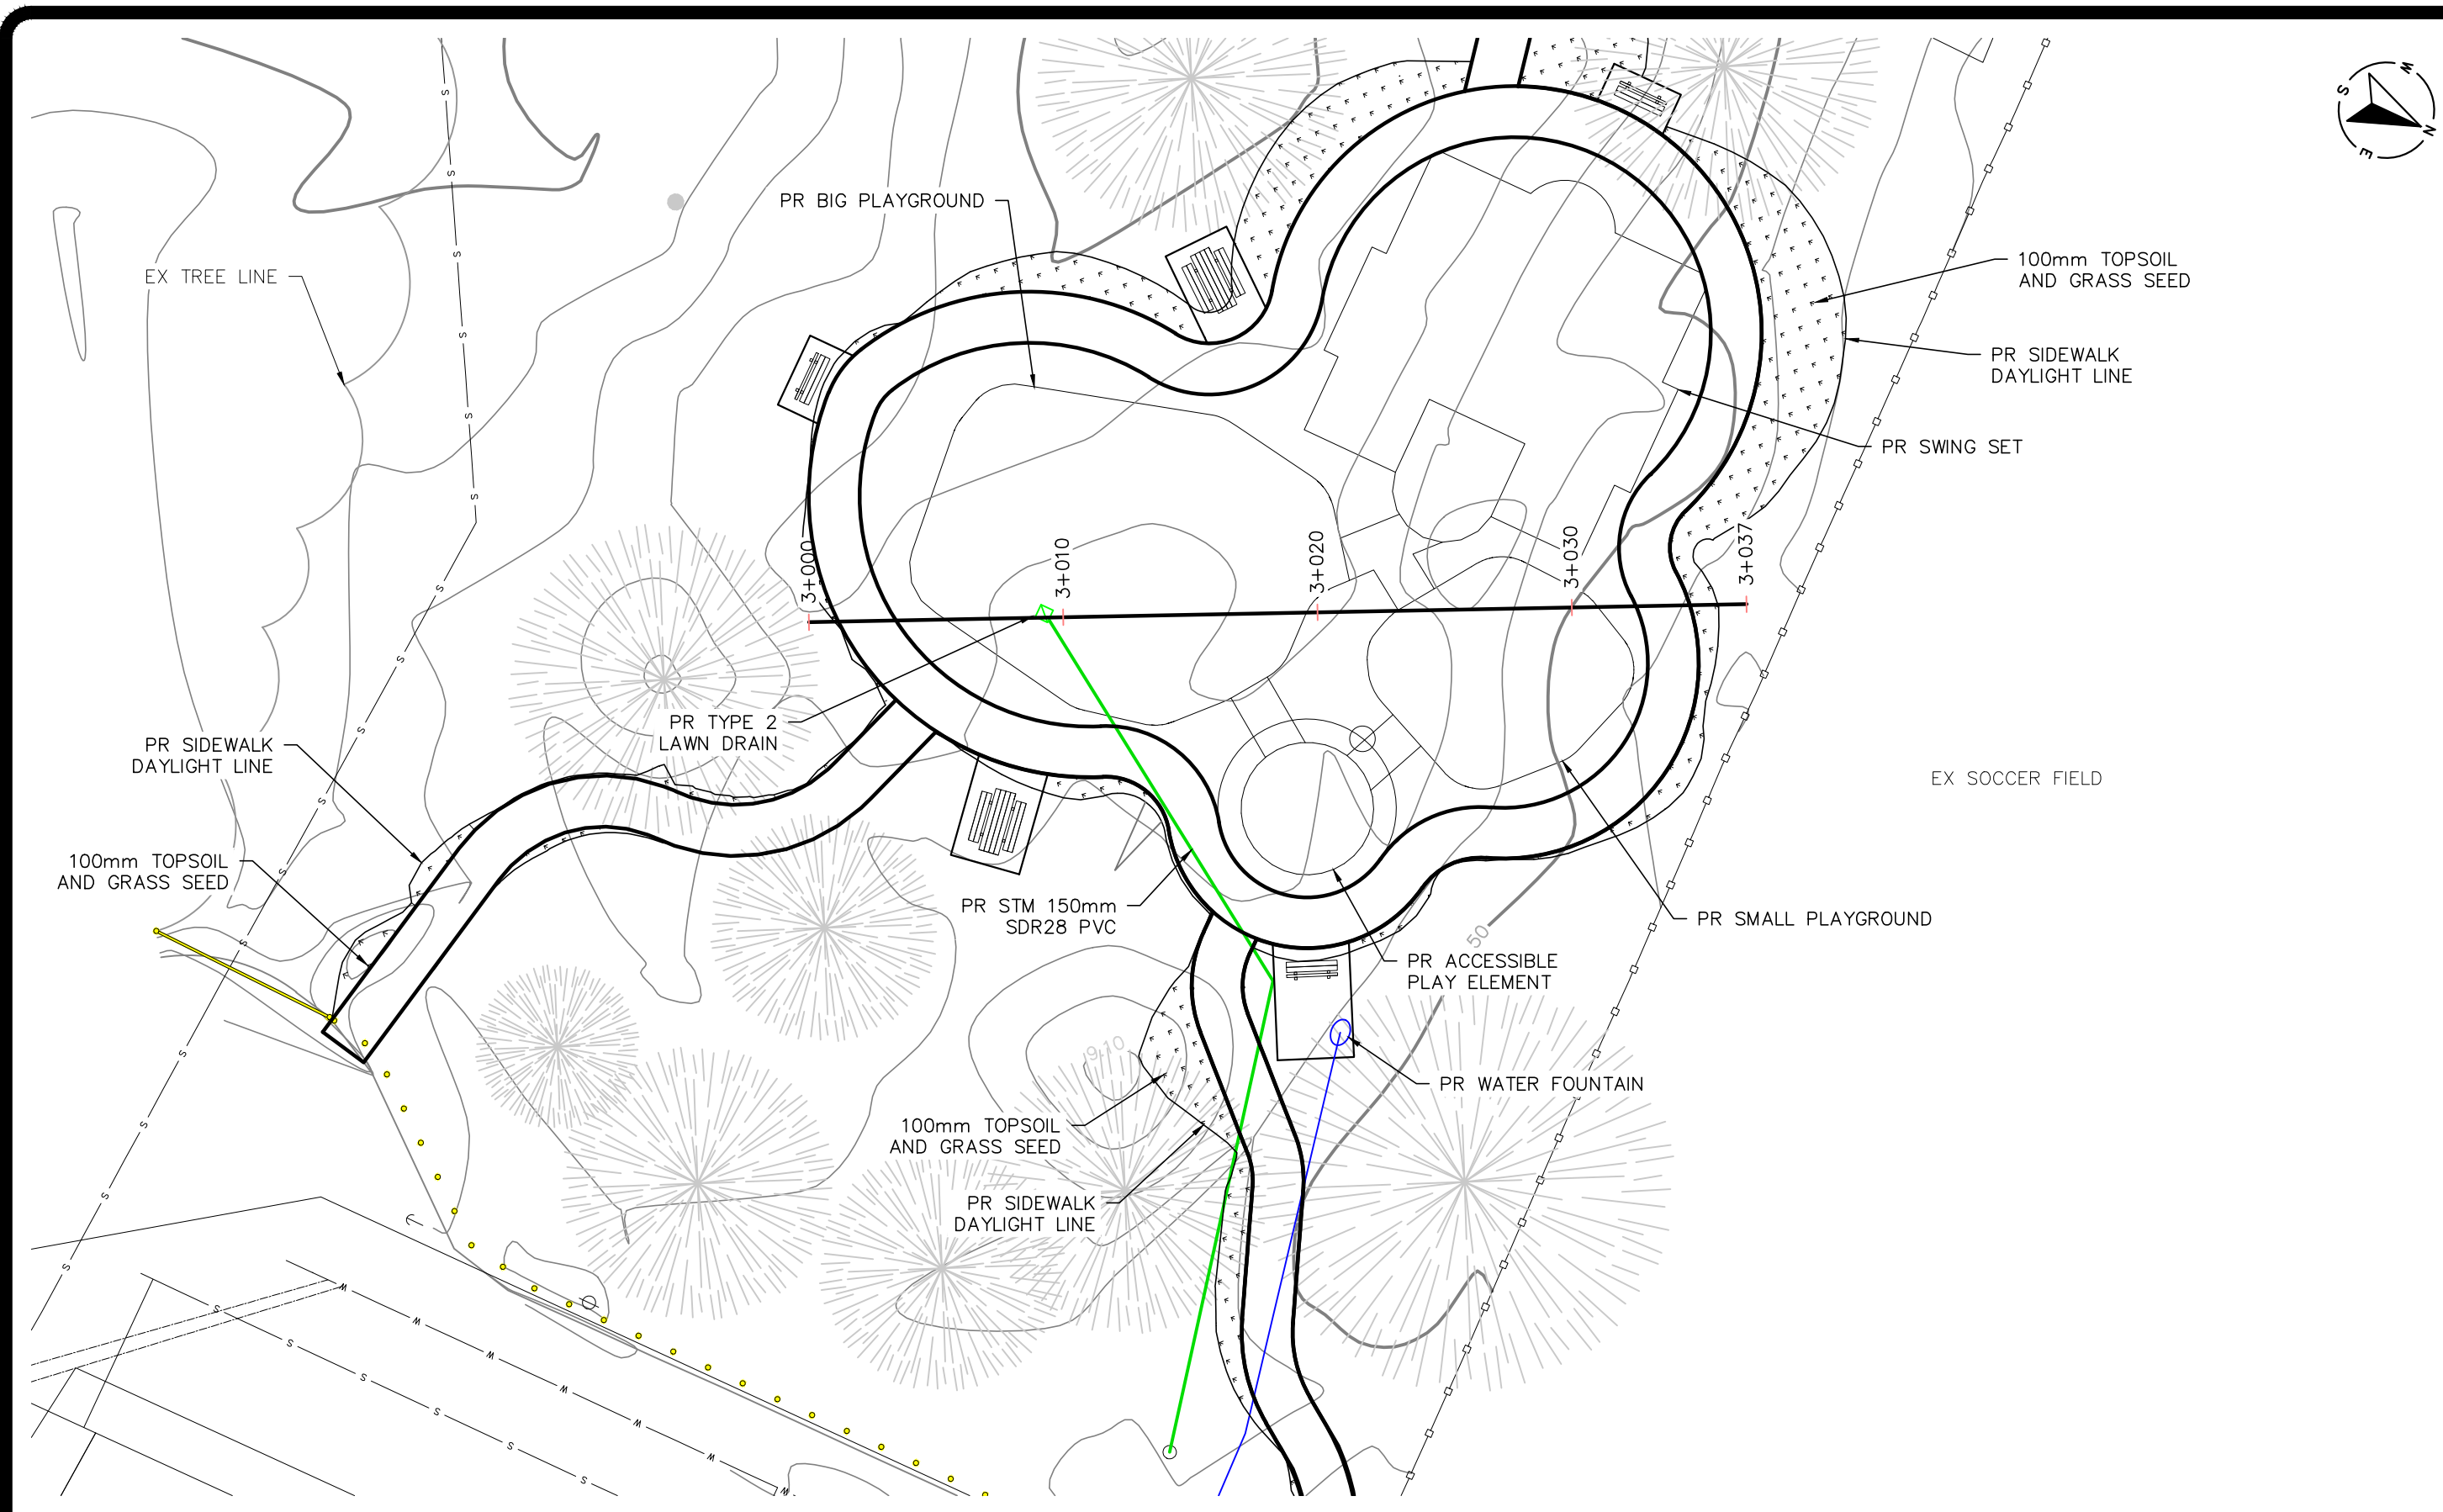 S
W
E
N
PR BIG PLAYGROUND
100mm TOPSOIL
AND GRASS SEED
EX TREE LINE
PR SIDEWALK
DAYLIGHT LINE
PR SWING SET
3+000
3+010
3+020
3+030
3+037
PR TYPE 2
LAWN DRAIN
PR SIDEWALK
DAYLIGHT LINE
EX SOCCER FIELD
100mm TOPSOIL
AND GRASS SEED
PR STM 150mm
SDR28 PVC
PR SMALL PLAYGROUND
50
PR ACCESSIBLE
PLAY ELEMENT
9.10
PR WATER FOUNTAIN
100mm TOPSOIL
AND GRASS SEED
PR SIDEWALK
DAYLIGHT LINE
S S S S S S S S S S S S S S S S
S S S S S S
W W W W W W W